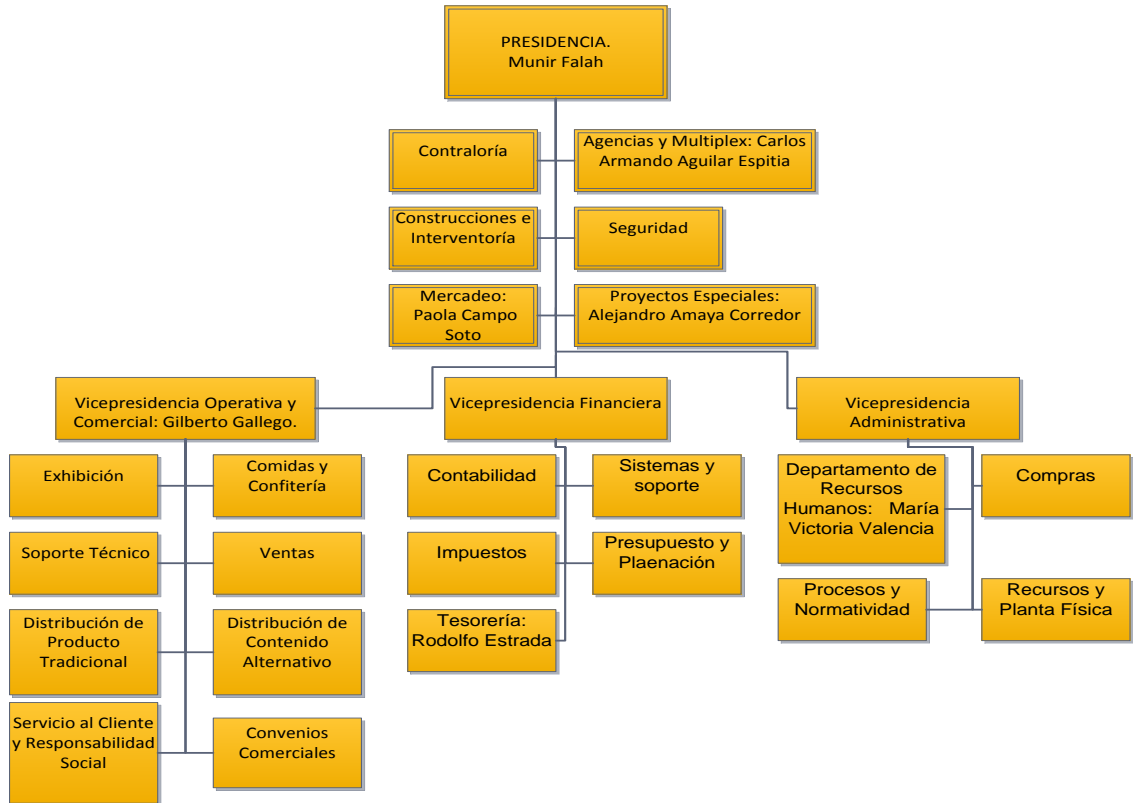 PRESIDENCIA.
Munir Falah
Contraloría
Agencias y Multiplex: Carlos
Armando Aguilar Espitia
Construcciones e
Interventoría
Seguridad
Mercadeo:
Paola Campo
Soto
Proyectos Especiales:
Alejandro Amaya Corredor
Vicepresidencia Operativa y
Comercial: Gilberto Gallego.
Vicepresidencia Financiera
Vicepresidencia
Administrativa
Exhibición
Comidas y
Confitería
Soporte Técnico
Ventas
Distribución de
Producto
Tradicional
Distribución de
Contenido
Alternativo
Servicio al Cliente
y Responsabilidad
Social
Convenios
Comerciales
Contabilidad
Sistemas y
soporte
Impuestos
Presupuesto y
Plaenación
Tesorería:
Rodolfo Estrada
Departamento de
Recursos
Humanos: María
Victoria Valencia
Compras
Procesos y
Normatividad
Recursos y
Planta Física